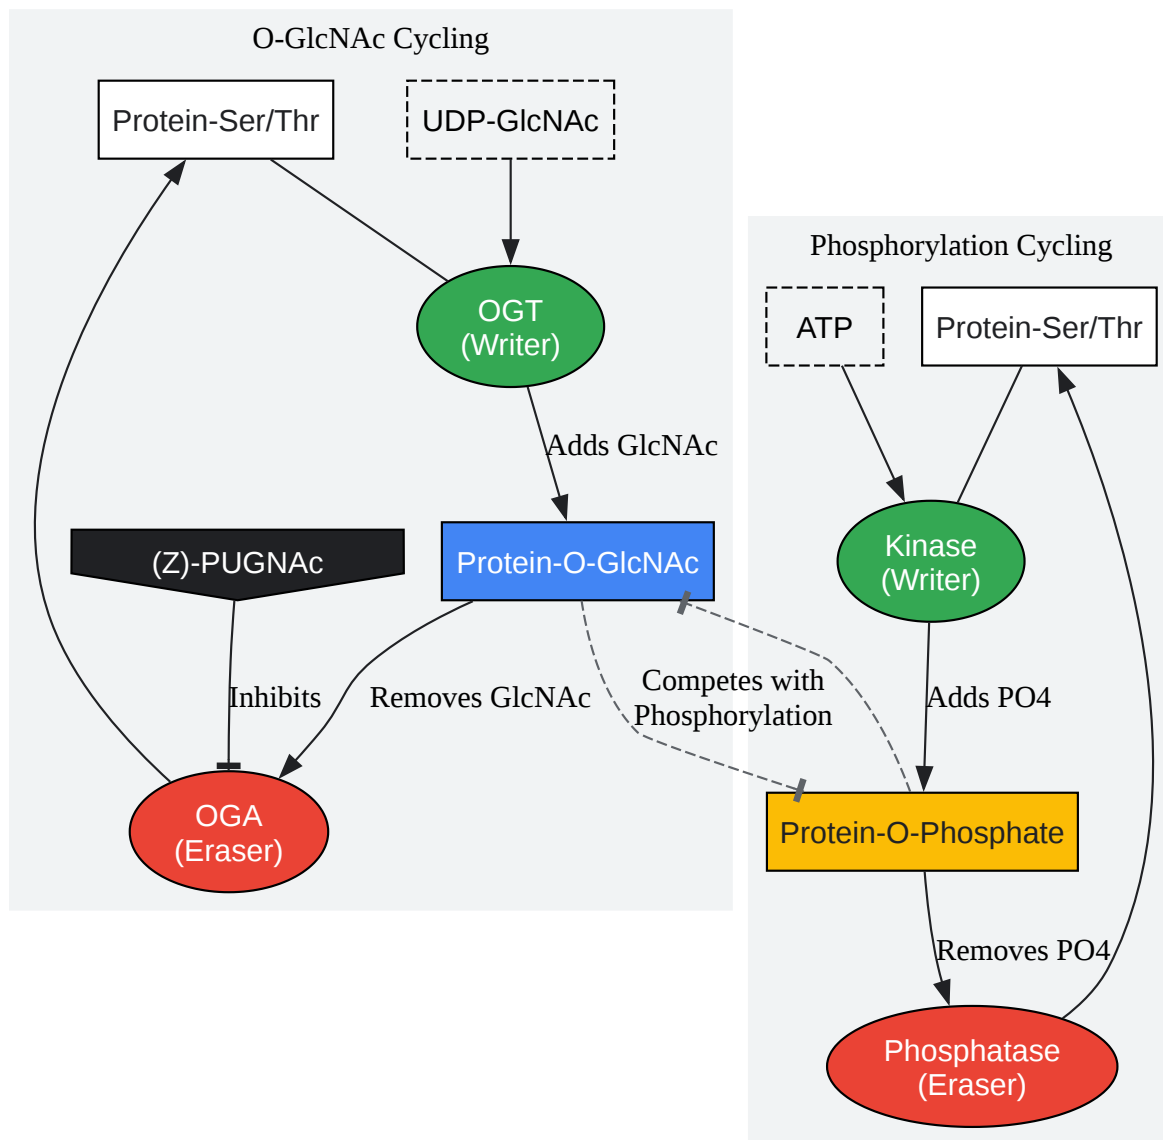 O-GlcNAc Cycling
Protein-Ser/Thr
UDP-GlcNAc
OGT
(Writer)
Adds GlcNAc
(Z)-PUGNAc
Protein-O-GlcNAc
Inhibits
Removes GlcNAc
OGA
(Eraser)
Competes with
Phosphorylation
Phosphorylation Cycling
ATP
Protein-Ser/Thr
Kinase
(Writer)
Adds PO4
Protein-O-Phosphate
Removes PO4
Phosphatase
(Eraser)